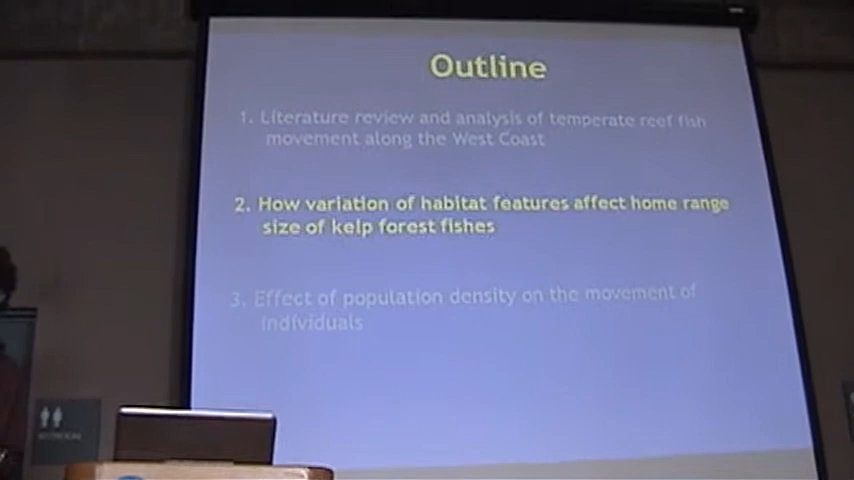 Outline
1. Literature review and analysis of temperate reef fish
movement along the West Coast
2. How variation of habitat features affect home range
size of kelp forest fishes
3. Effect of population density on the movement of
individuals